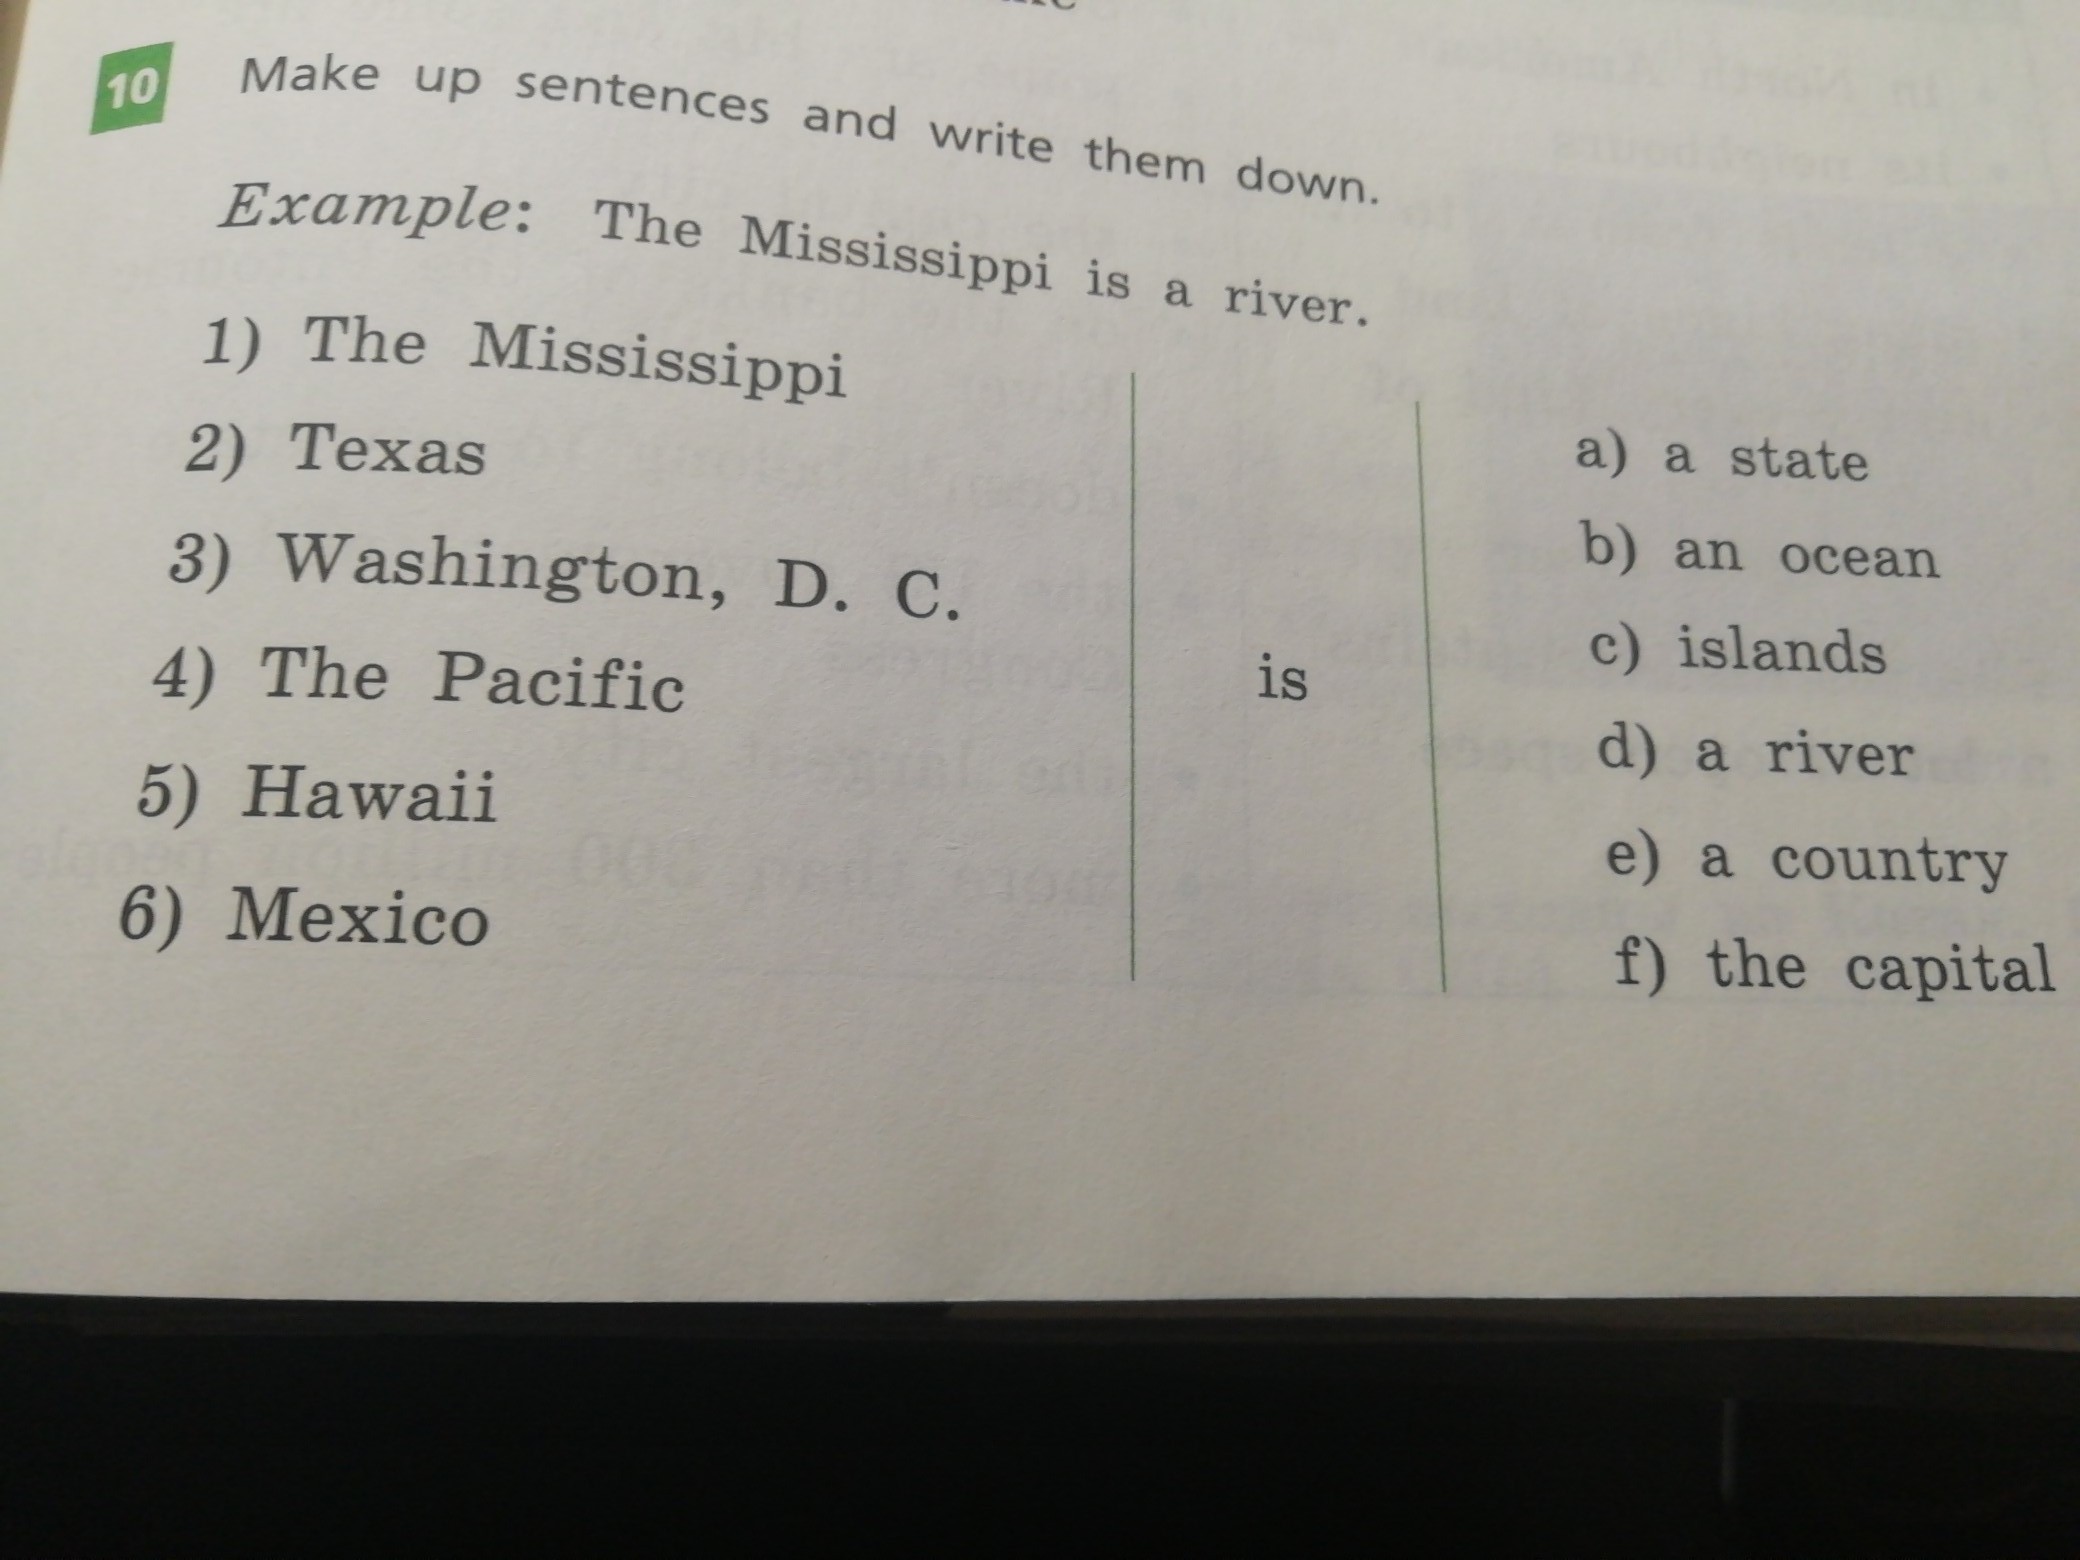 10 Make up sentences and write them down.
Example: The Mississippi is a river.
1) The Mississippi
2) Texas
3) Washington, D. C.
4) The Pacific
5) Hawaii
6) Mexico
is
a) a state
b) an ocean
c) islands
d) a river
e) a country
f) the capital